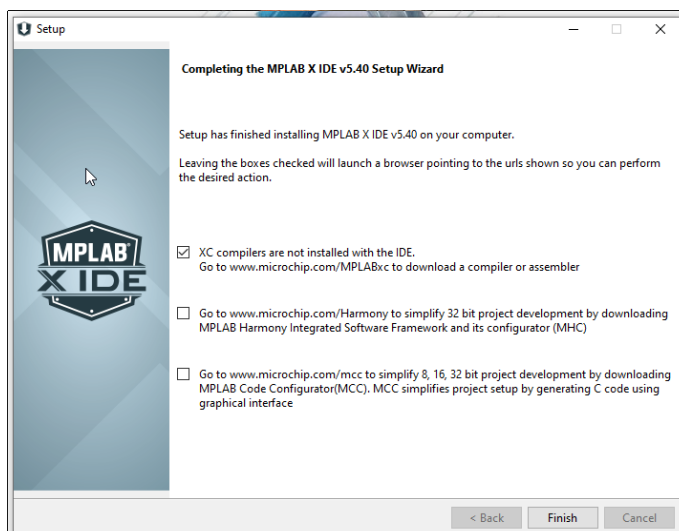 Setup
Completing the MPLAB X IDE v5.40 Setup Wizard
Setup has finished installing MPLAB X IDE v5.40 on your computer.
Leaving the boxes checked will launch a browser pointing to the urls shown so you can perform
the desired action.
MPLAB®
X IDE
XC compilers are not installed with the IDE.
Go to www.microchip.com/MPLABxc to download a compiler or assembler
Go to www.microchip.com/Harmony to simplify 32 bit project development by downloading
MPLAB Harmony Integrated Software Framework and its configurator (MHC)
Go to www.microchip.com/mcc to simplify 8, 16, 32 bit project development by downloading
MPLAB Code Configurator(MCC). MCC simplifies project setup by generating C code using
graphical interface
< Back Finish Cancel